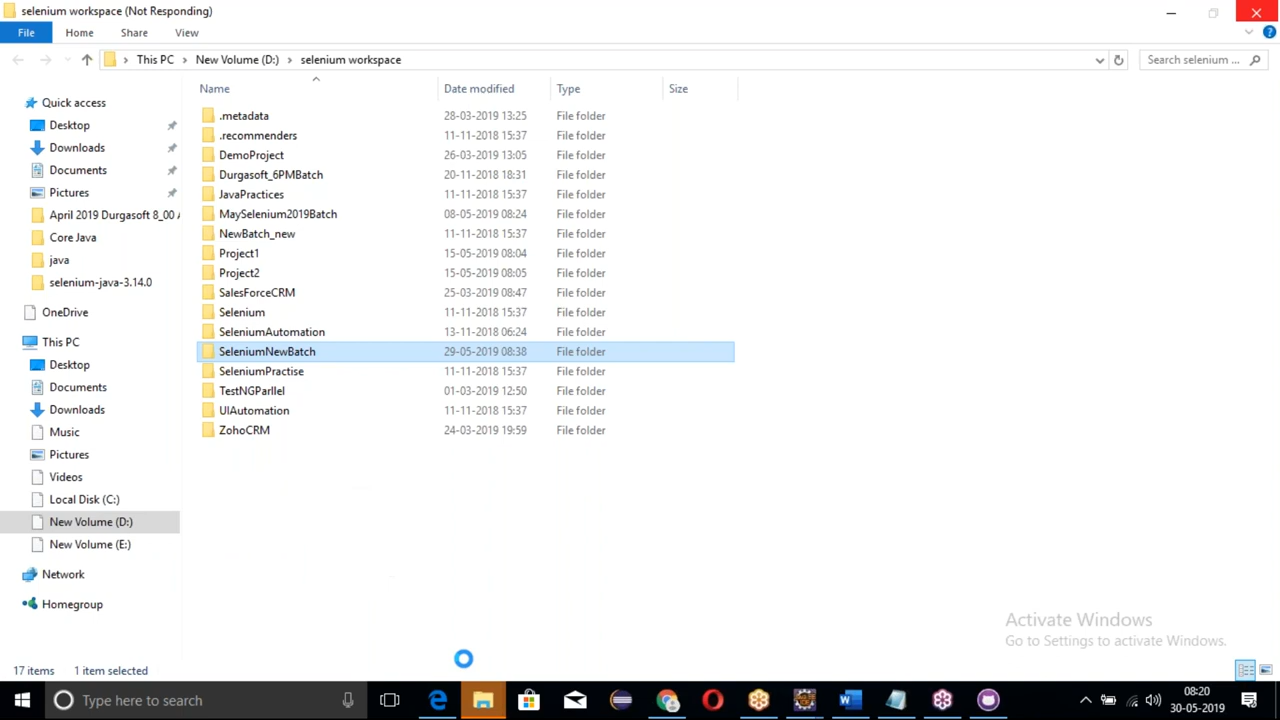 selenium workspace (Not Responding)
File Home Share View
This PC New Volume (D:) selenium workspace
Search selenium ...
Name Date modified Type Size
.metadata 28-03-2019 13:25 File folder
.recommenders 11-11-2018 15:37 File folder
DemoProject 26-03-2019 13:05 File folder
Durgasoft_6PMBatch 20-11-2018 18:31 File folder
JavaPractices 11-11-2018 15:37 File folder
MaySelenium2019Batch 08-05-2019 08:24 File folder
NewBatch_new 11-11-2018 15:37 File folder
Project1 15-05-2019 08:04 File folder
Project2 15-05-2019 08:05 File folder
SalesForceCRM 25-03-2019 08:47 File folder
Selenium 11-11-2018 15:37 File folder
SeleniumAutomation 13-11-2018 06:24 File folder
SeleniumNewBatch 29-05-2019 08:38 File folder
SeleniumPractise 11-11-2018 15:37 File folder
TestNGParllel 01-03-2019 12:50 File folder
UIAutomation 11-11-2018 15:37 File folder
ZohoCRM 24-03-2019 19:59 File folder
Quick access
Desktop
Downloads
Documents
Pictures
April 2019 Durgasoft 8_00 A
Core Java
java
selenium-java-3.14.0
OneDrive
This PC
Desktop
Documents
Downloads
Music
Pictures
Videos
Local Disk (C:)
New Volume (D:)
New Volume (E:)
Network
Homegroup
Activate Windows
Go to Settings to activate Windows.
17 items 1 item selected
Type here to search
08:20
30-05-2019